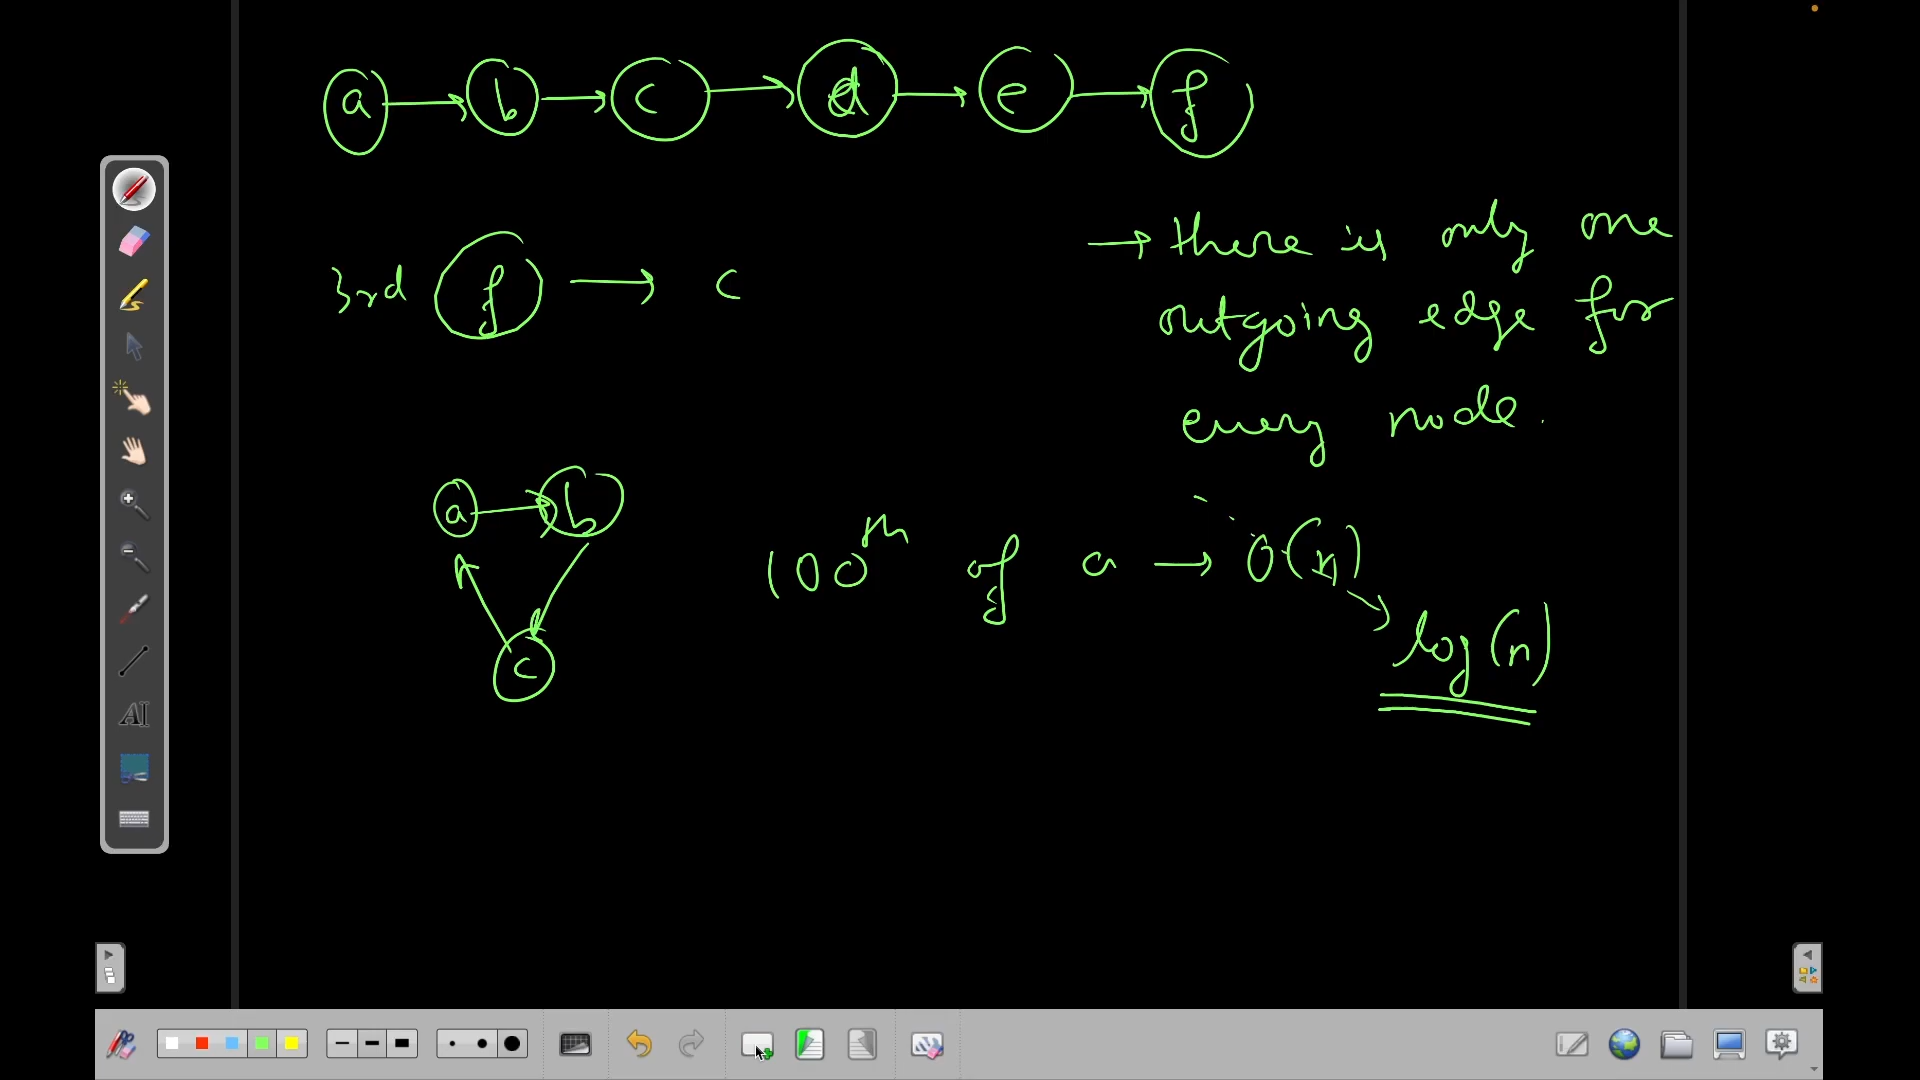 a b c d e f
3rd f → c
→ there is only one
outgoing edge for
every node.
a b
c
100th of a → O(n)
log(n)